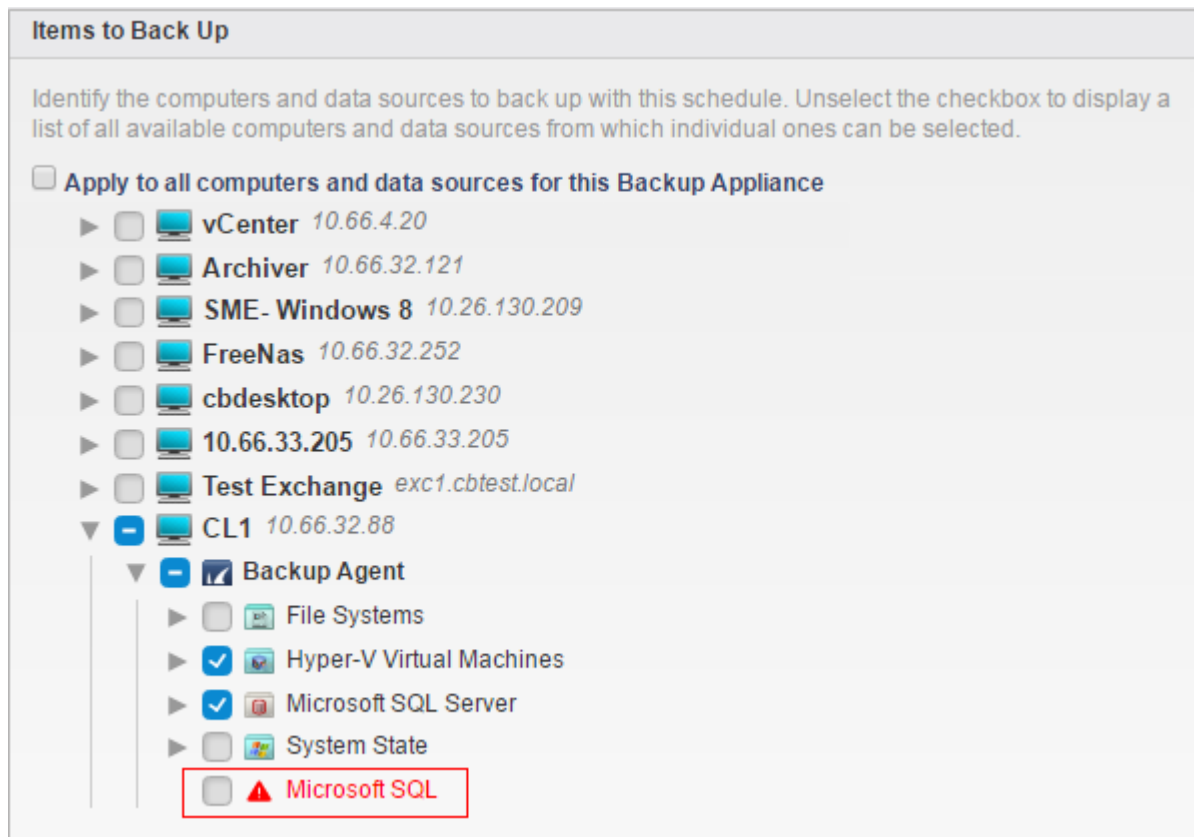 Items to Back Up
Identify the computers and data sources to back up with this schedule. Unselect the checkbox to display a
list of all available computers and data sources from which individual ones can be selected.
Apply to all computers and data sources for this Backup Appliance
vCenter 10.66.4.20
Archiver 10.66.32.121
SME- Windows 8 10.26.130.209
FreeNas 10.66.32.252
cbdesktop 10.26.130.230
10.66.33.205 10.66.33.205
Test Exchange exc1.cbtest.local
CL1 10.66.32.88
Backup Agent
File Systems
Hyper-V Virtual Machines
Microsoft SQL Server
System State
Microsoft SQL